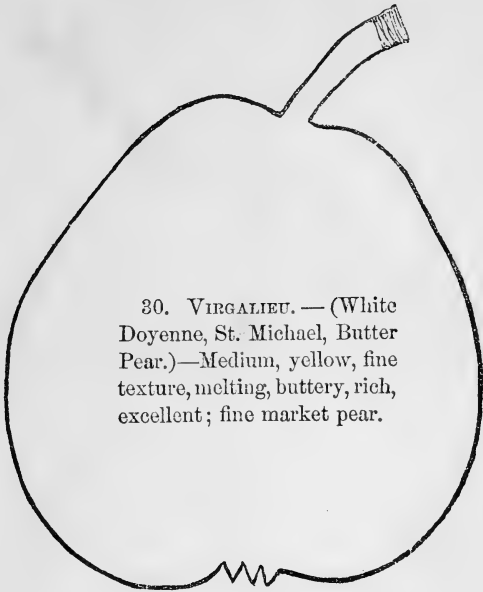 30. VIRGALIEU. — (White
Doyenne, St. Michael, Butter
Pear.)—Medium, yellow, fine
texture, melting, buttery, rich,
excellent; fine market pear.